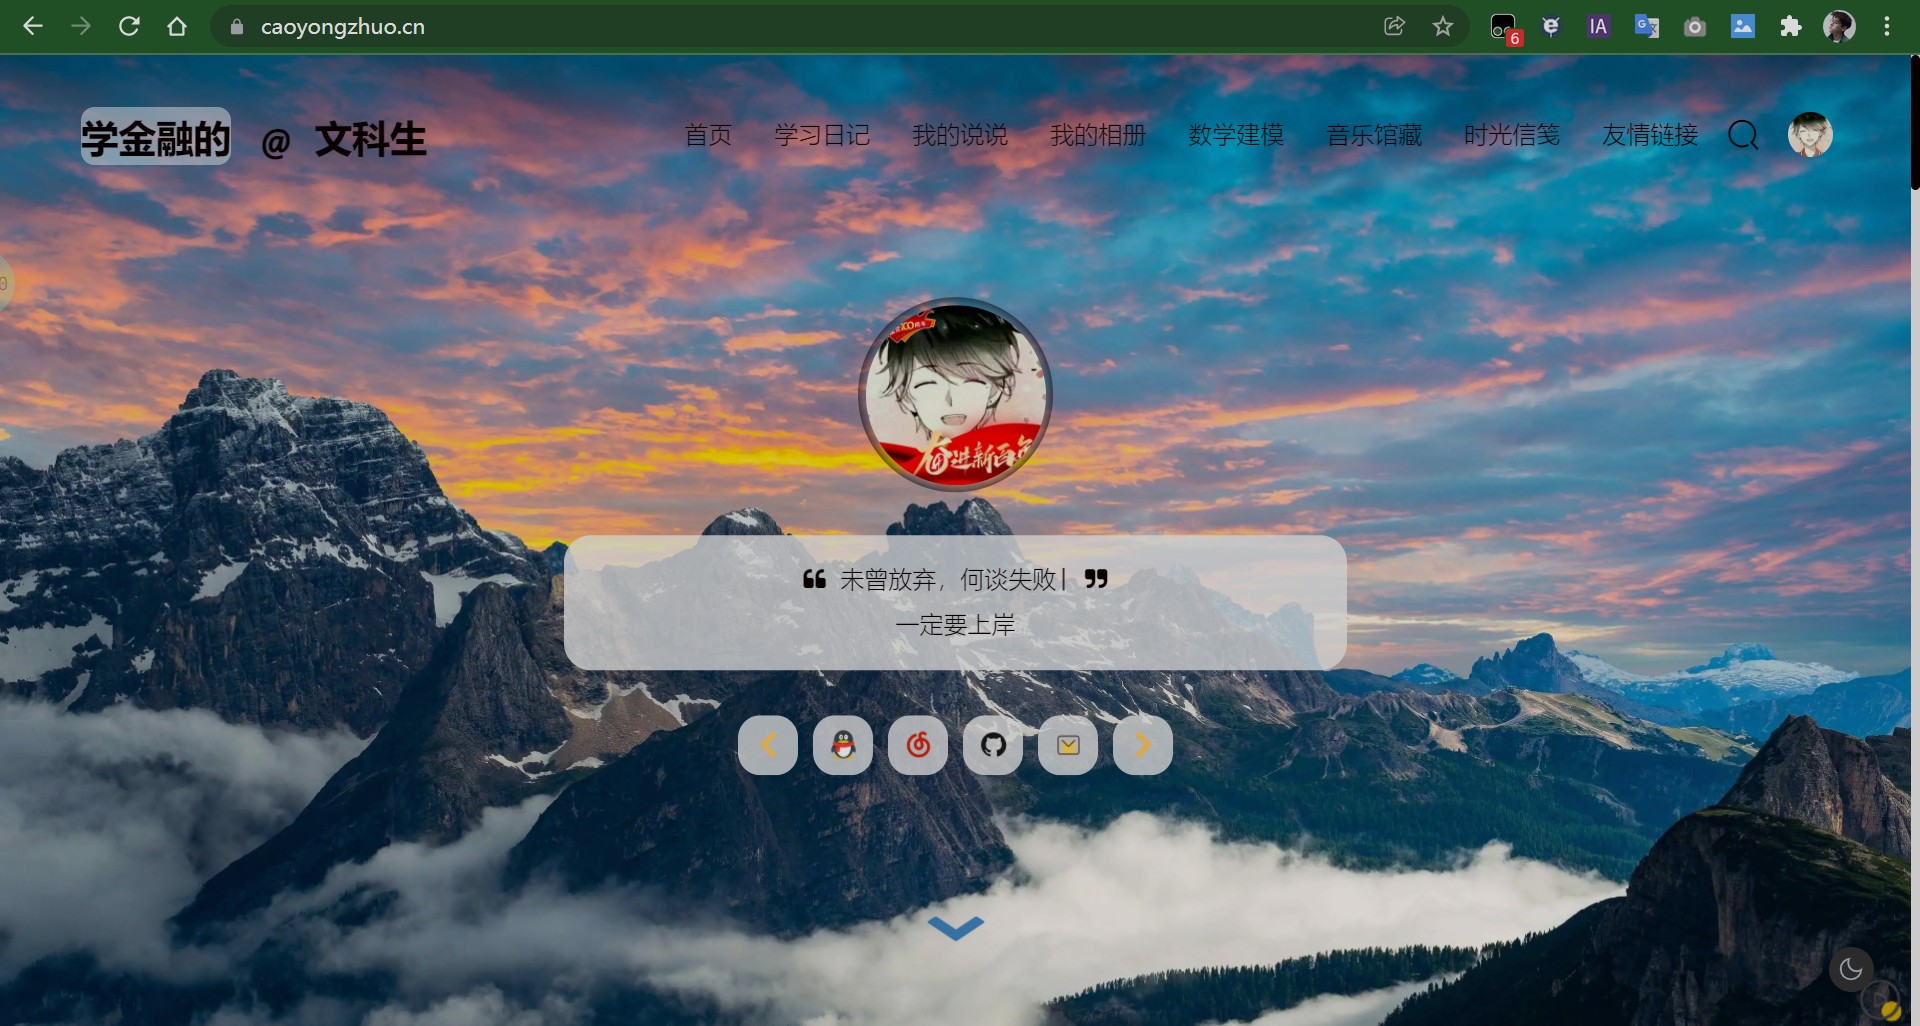 caoyongzhuo.cn
6
学金融的 @ 文科生
首页 学习日记 我的说说 我的相册 数学建模 音乐馆藏 时光信笺 友情链接
0
100
奋进新百年
“ 未曾放弃，何谈失败| ”
一定要上岸